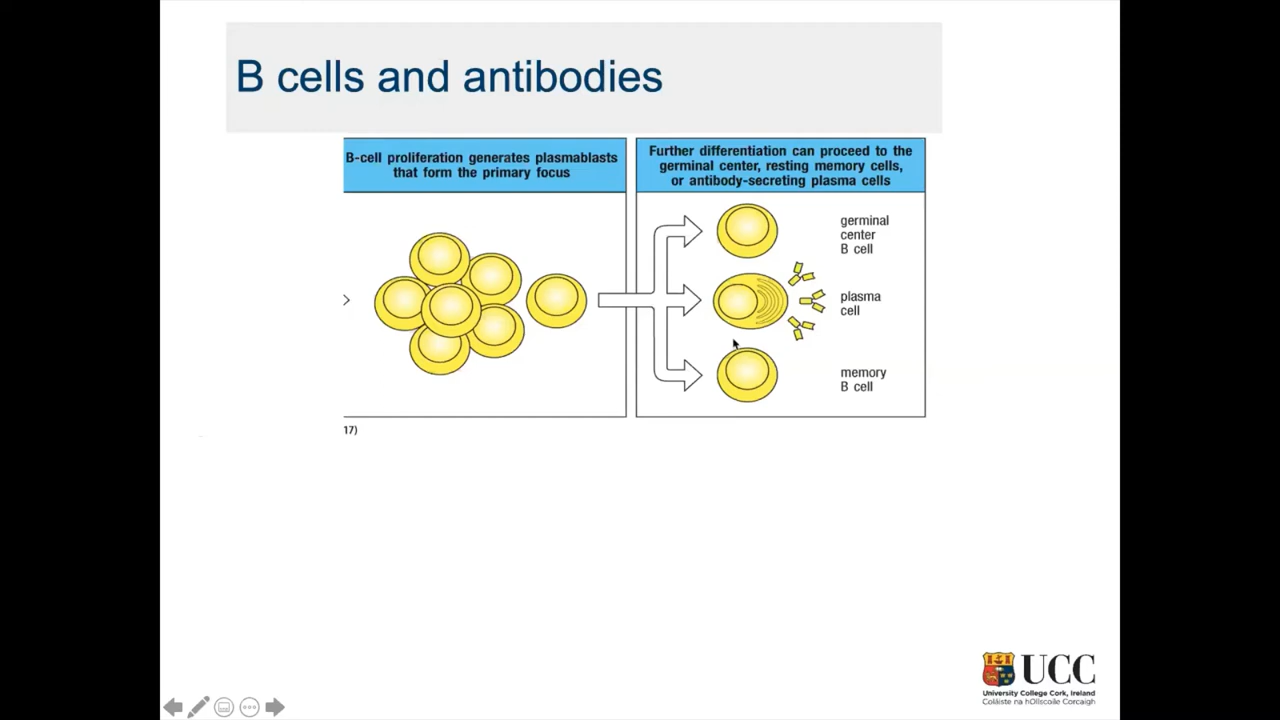 B cells and antibodies
B-cell proliferation generates plasmablasts
that form the primary focus
Further differentiation can proceed to the
germinal center, resting memory cells,
or antibody-secreting plasma cells
germinal
center
B cell
plasma
cell
memory
B cell
17)
UCC
University College Cork, Ireland
Coláiste na hOllscoile Corcaigh